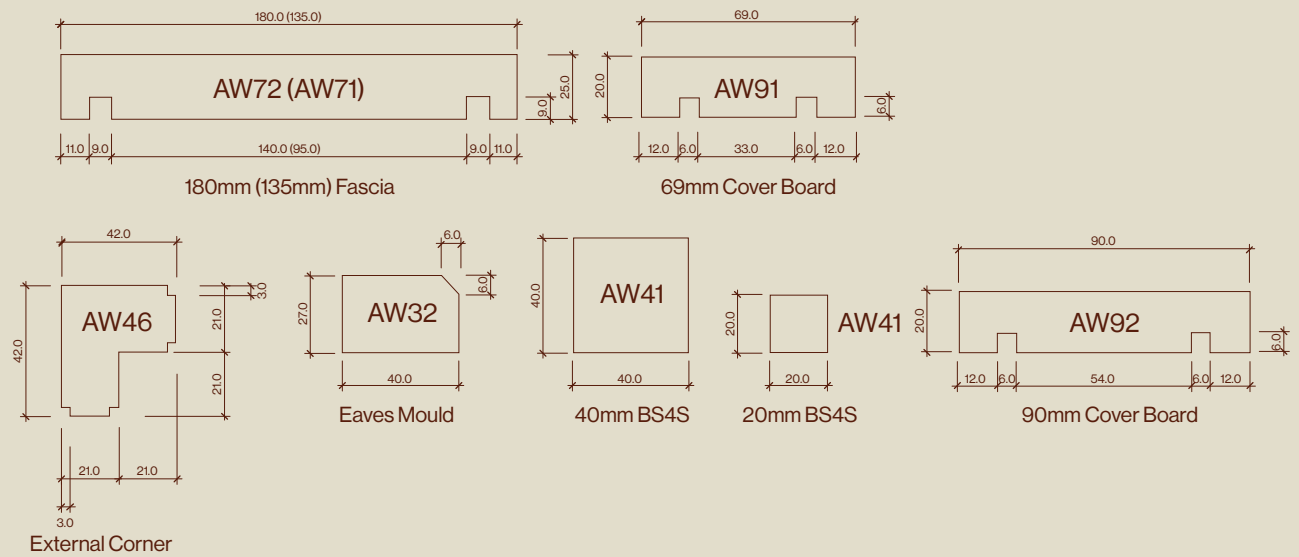 180.0 (135.0)
AW72 (AW71)
25.0
9.0
11.0 9.0 140.0 (95.0) 9.0 11.0
180mm (135mm) Fascia
69.0
20.0
AW91
6.0
12.0 6.0 33.0 6.0 12.0
69mm Cover Board
42.0
3.0
AW46
21.0
42.0
21.0
21.0 21.0
3.0
External Corner
6.0
6.0
27.0
AW32
40.0
Eaves Mould
40.0
AW41
40.0
40mm BS4S
20.0
AW41
20.0
20mm BS4S
90.0
20.0
AW92
6.0
12.0 6.0 54.0 6.0 12.0
90mm Cover Board